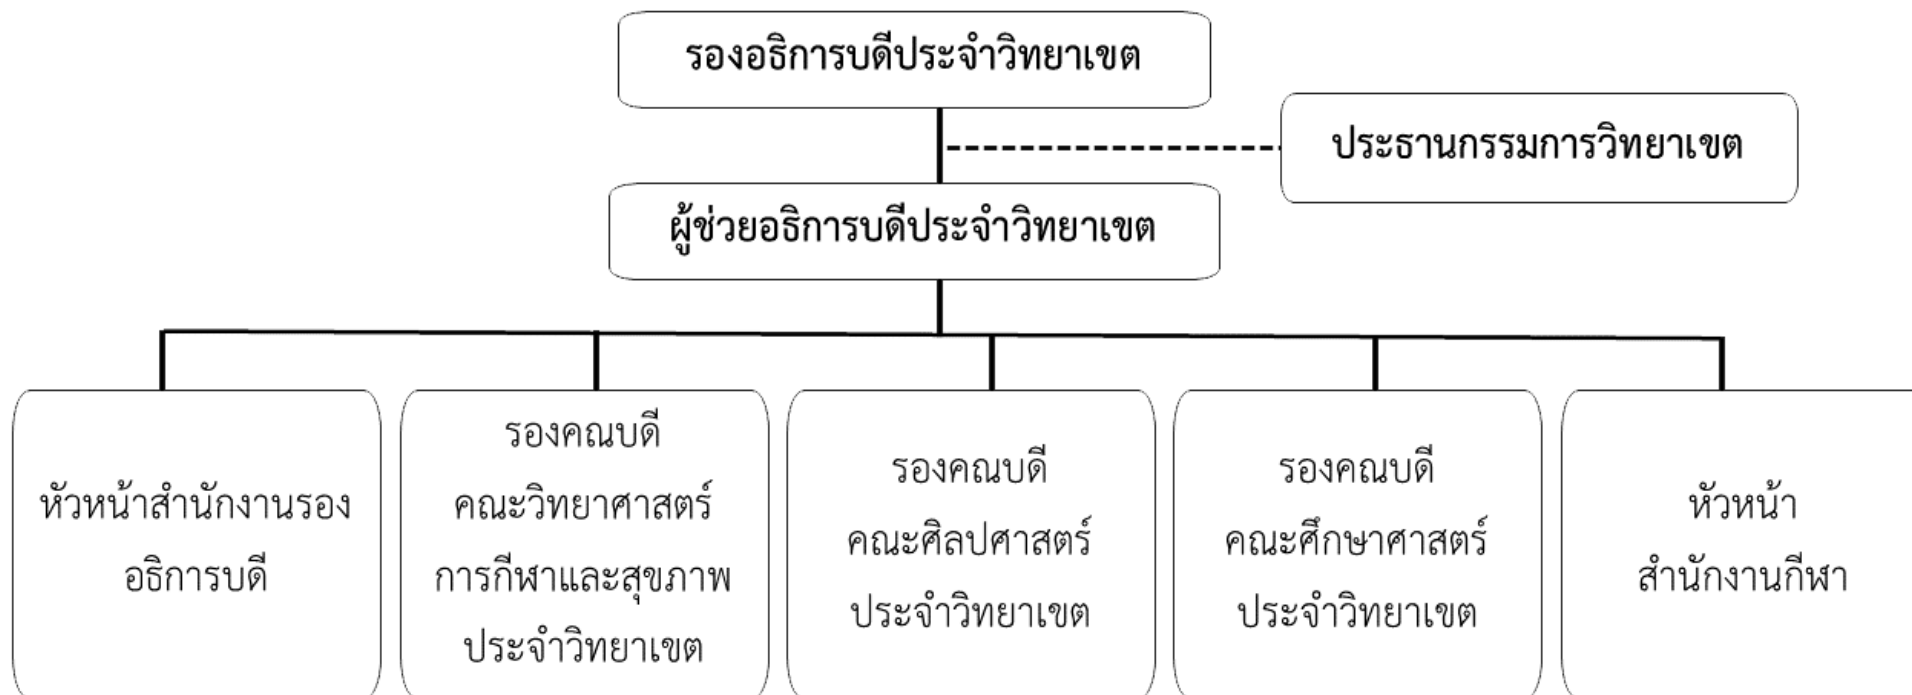 รองอธิการบดีประจำวิทยาเขต
ประธานกรรมการวิทยาเขต
ผู้ช่วยอธิการบดีประจำวิทยาเขต
หัวหน้าสำนักงานรอง
อธิการบดี
รองคณบดี
คณะวิทยาศาสตร์
การกีฬาและสุขภาพ
ประจำวิทยาเขต
รองคณบดี
คณะศิลปศาสตร์
ประจำวิทยาเขต
รองคณบดี
คณะศึกษาศาสตร์
ประจำวิทยาเขต
หัวหน้า
สำนักงานกีฬา